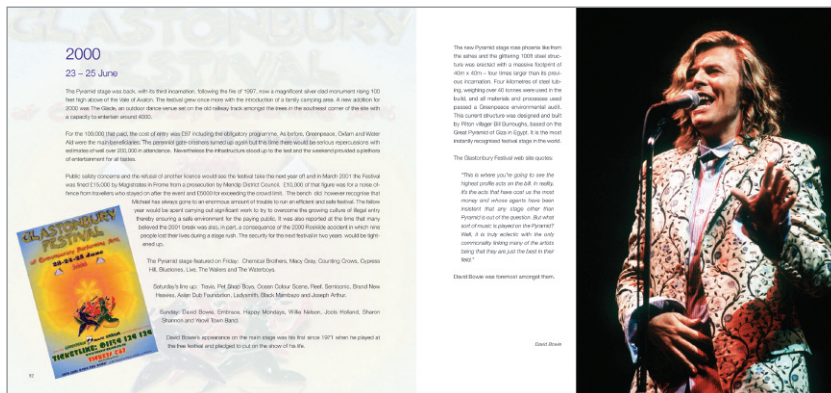 GLASTONBURY
FESTIVAL
2000
23 – 25 June
The Pyramid stage was back, with its third incarnation, following the fire of 1997, now a magnificent silver clad monument rising 100
feet high above of the Vale of Avalon. The festival grew once more with the introduction of a family camping area. A new addition for
2000 was The Glade, an outdoor dance venue set on the old railway track amongst the trees in the southeast corner of the site with
a capacity to entertain around 4000.
For the 100,000 that paid, the cost of entry was £87 including the obligatory programme. As before, Greenpeace, Oxfam and Water
Aid were the main beneficiaries. The perennial gate-crashers turned up again but this time there would be serious repercussions with
estimates of well over 200,000 in attendance. Nevertheless the infrastructure stood up to the test and the weekend provided a plethora
of entertainment for all tastes.
Public safety concerns and the refusal of another licence would see the festival take the next year off and in March 2001 the Festival
was fined £15,000 by Magistrates in Frome from a prosecution by Mendip District Council. £10,000 of that figure was for a noise of-
fence from travellers who stayed on after the event and £5000 for exceeding the crowd limit. The bench did however recognise that
Michael has always gone to an enormous amount of trouble to run an efficient and safe festival. The fallow
year would be spent carrying out significant work to try to overcome the growing culture of illegal entry
thereby ensuring a safe environment for the paying public. It was also reported at the time that many
believed the 2001 break was also, in part, a consequence of the 2000 Roskilde accident in which nine
people lost their lives during a stage rush. The security for the next festival in two years would be tight-
ened up.
The Pyramid stage featured on Friday: Chemical Brothers, Macy Gray, Counting Crows, Cypress
Hill, Bluetones, Live, The Wailers and The Waterboys.
Saturday's line up: Travis, Pet Shop Boys, Ocean Colour Scene, Reef, Semisonic, Brand New
Heavies, Asian Dub Foundation, Ladysmith, Black Mambazo and Joseph Arthur.
Sunday: David Bowie, Embrace, Happy Mondays, Willie Nelson, Jools Holland, Sharon
Shannon and Yeovil Town Band.
David Bowie's appearance on the main stage was his first since 1971 when he played at
the free festival and pledged to put on the show of his life.
GLASTONBURY
FESTIVAL
of Contemporary Performing Arts
23-24-25 June
TICKETLINE: 0115 912 9129
The new Pyramid stage rose phoenix like from
the ashes and the glittering 100ft steel struc-
ture was erected with a massive footprint of
40m x 40m – four times larger than its previ-
ous incarnation. Four kilometres of steel tub-
ing, weighing over 40 tonnes were used in the
build, and all materials and processes used
passed a Greenpeace environmental audit.
This current structure was designed and built
by Pilton villager Bill Burroughs, based on the
Great Pyramid of Giza in Egypt. It is the most
instantly recognised festival stage in the world.
The Glastonbury Festival web site quotes:
"This is where you're going to see the
highest profile acts on the bill. In reality,
it's the acts that have cost us the most
money and whose agents have been
insistent that any stage other than
Pyramid is out of the question. But what
sort of music is played on the Pyramid?
Well, it is truly eclectic with the only
commonality linking many of the artists
being that they are just the best in their
field."
David Bowie was foremost amongst them.
David Bowie